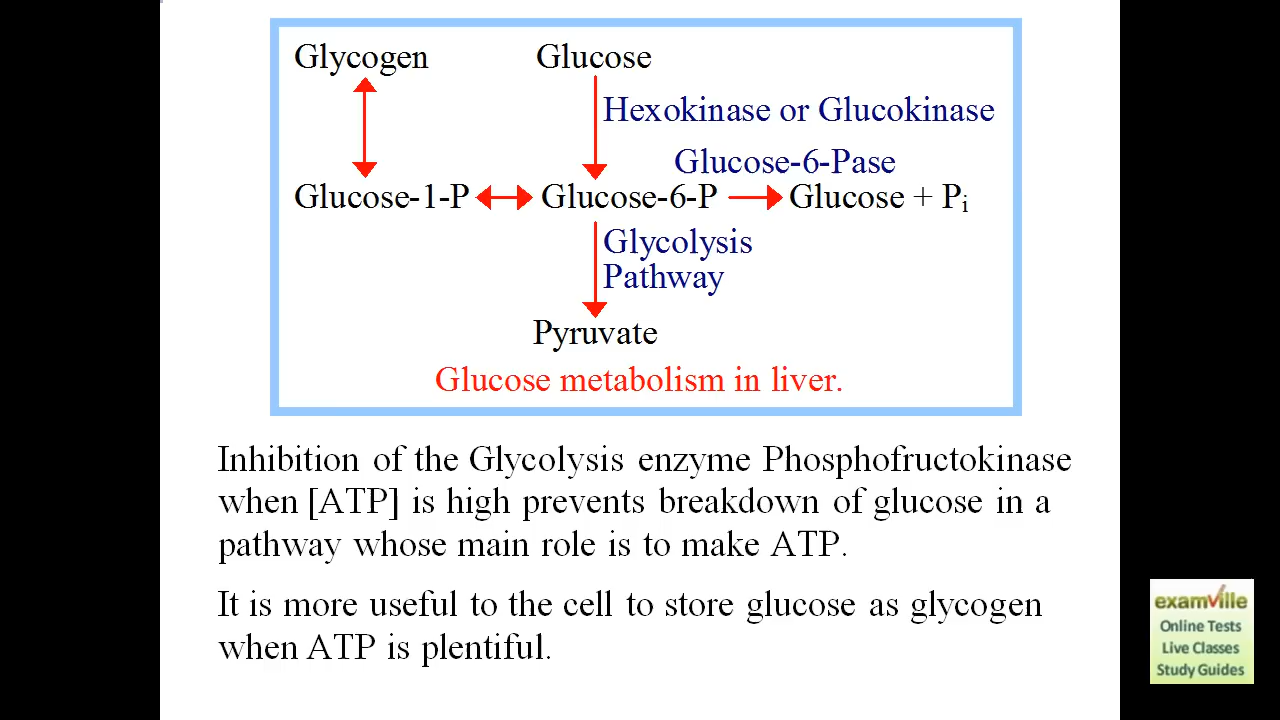 Glycogen Glucose
Hexokinase or Glucokinase
Glucose-6-Pase
Glucose-1-P Glucose-6-P Glucose + Pi
Glycolysis
Pathway
Pyruvate
Glucose metabolism in liver.
Inhibition of the Glycolysis enzyme Phosphofructokinase
when [ATP] is high prevents breakdown of glucose in a
pathway whose main role is to make ATP.
It is more useful to the cell to store glucose as glycogen
when ATP is plentiful.
examville
Online Tests
Live Classes
Study Guides